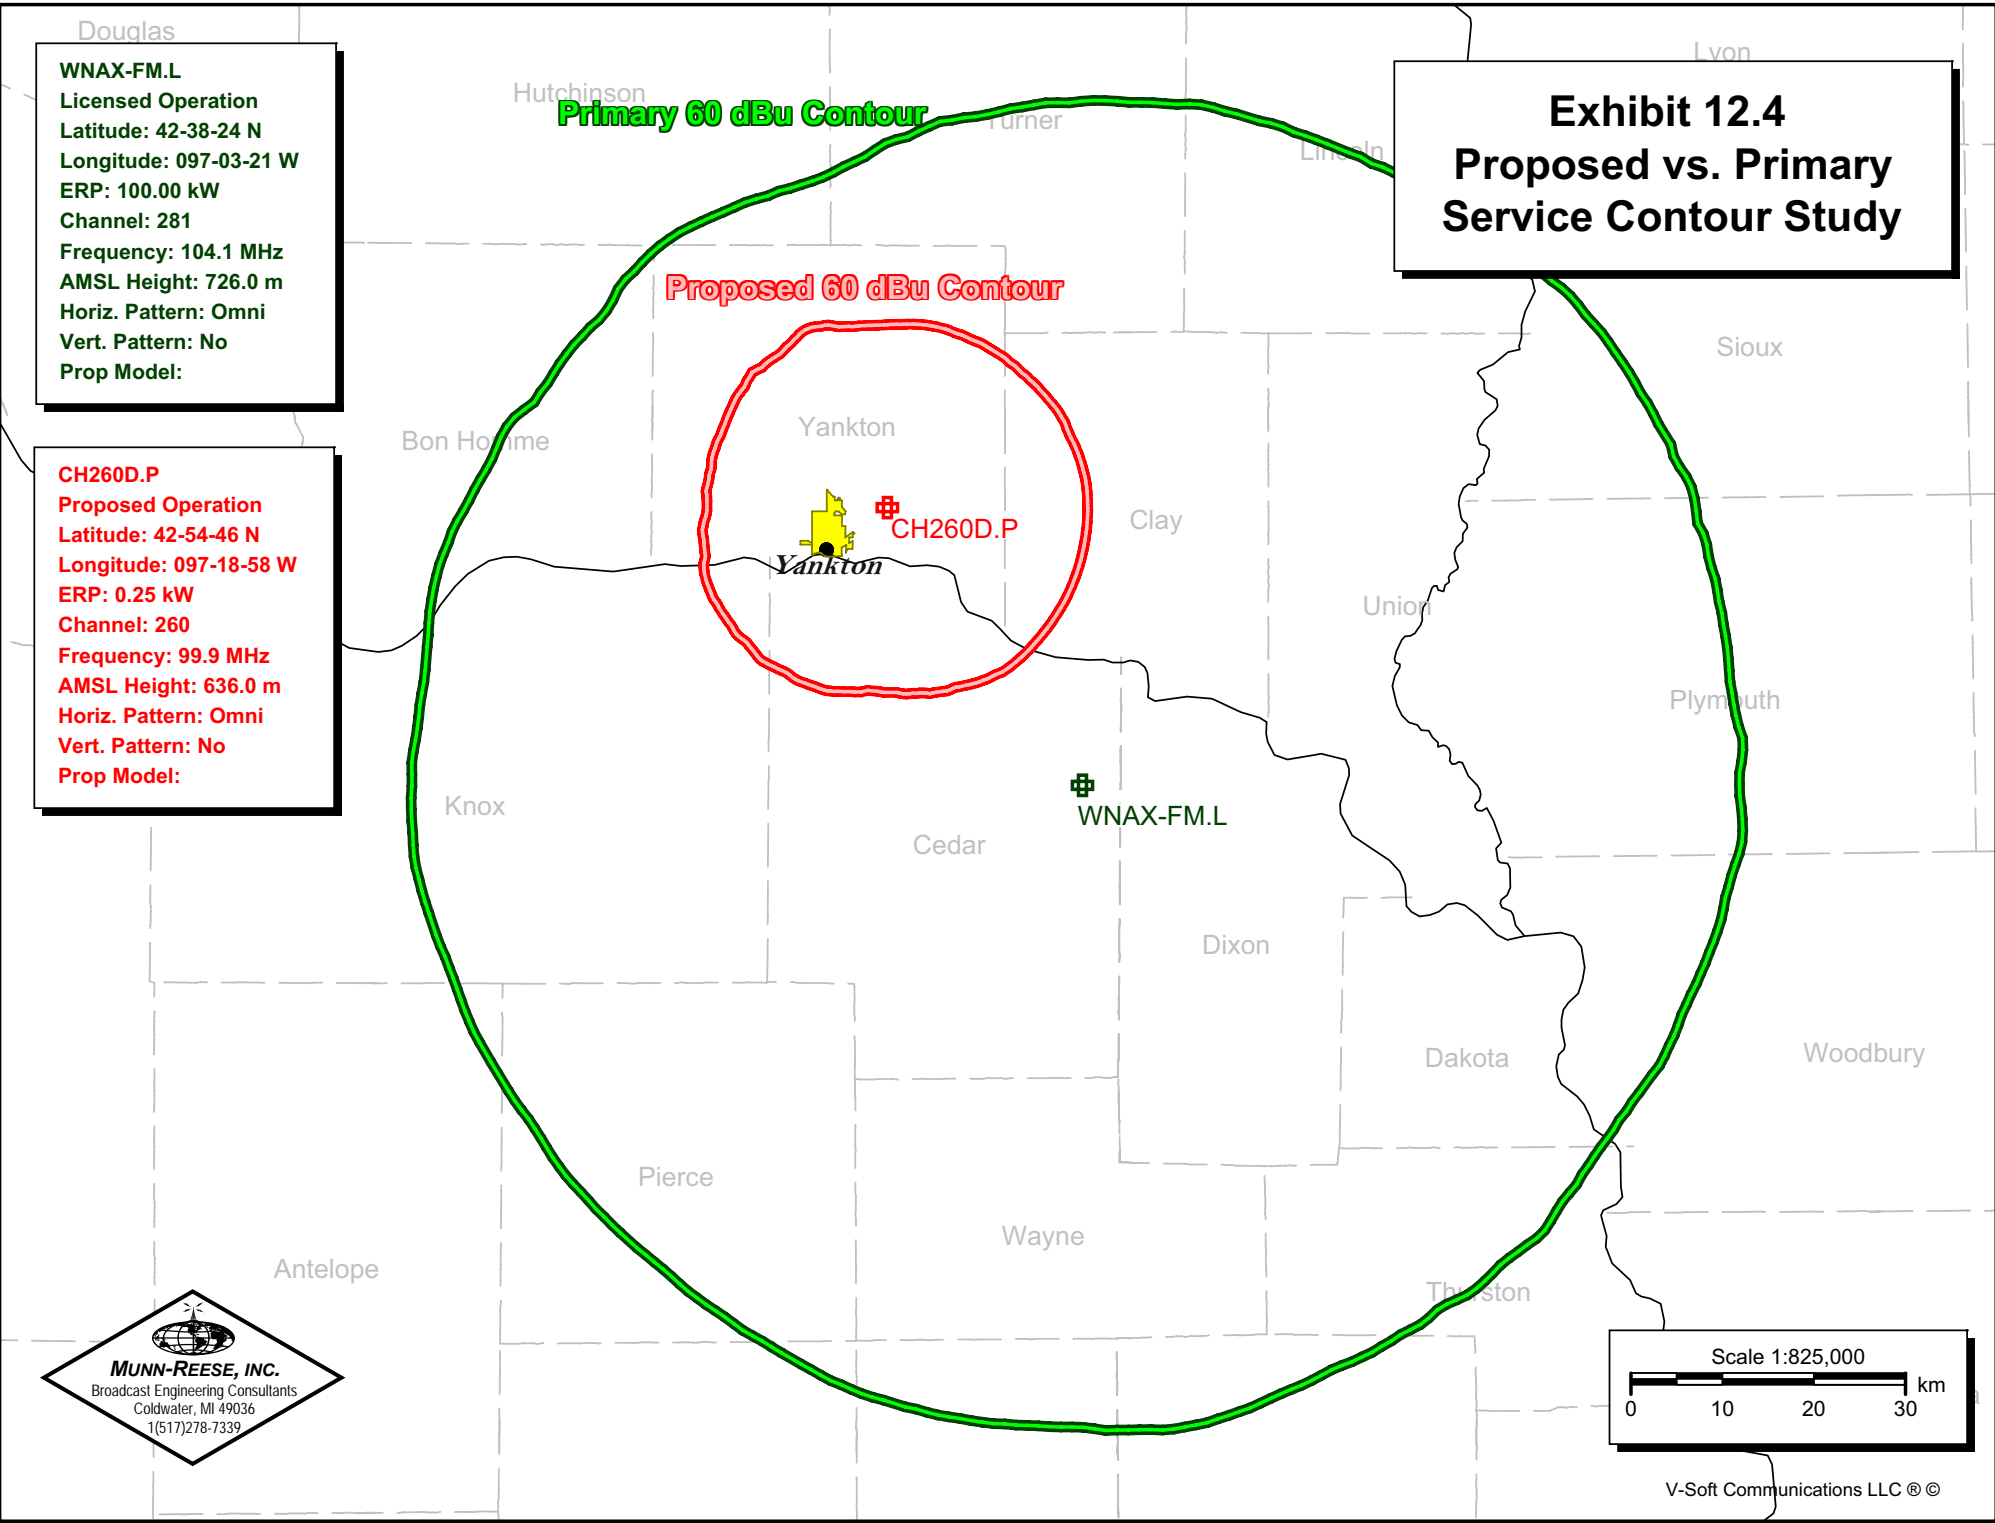 Douglas
Hutchinson
Turner
Lincoln
Lyon
WNAX-FM.L
Licensed Operation
Latitude: 42-38-24 N
Longitude: 097-03-21 W
ERP: 100.00 kW
Channel: 281
Frequency: 104.1 MHz
AMSL Height: 726.0 m
Horiz. Pattern: Omni
Vert. Pattern: No
Prop Model:
Primary 60 dBu Contour
Exhibit 12.4
Proposed vs. Primary
Service Contour Study
Proposed 60 dBu Contour
Sioux
Bon Homme
Yankton
CH260D.P
Proposed Operation
Latitude: 42-54-46 N
Longitude: 097-18-58 W
ERP: 0.25 kW
Channel: 260
Frequency: 99.9 MHz
AMSL Height: 636.0 m
Horiz. Pattern: Omni
Vert. Pattern: No
Prop Model:
CH260D.P
Clay
Yankton
Union
Plymouth
Knox
Cedar
WNAX-FM.L
Dixon
Dakota
Woodbury
Pierce
Wayne
Antelope
Thurston
MUNN-REESE, INC.
Broadcast Engineering Consultants
Coldwater, MI 49036
1(517)278-7339
Scale 1:825,000
km
0 10 20 30
V-Soft Communications LLC ® ©